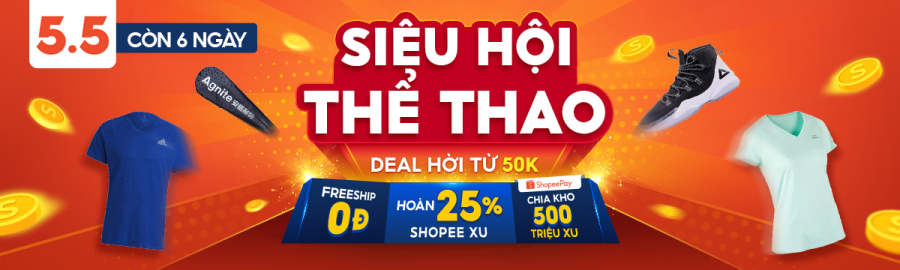 5.5
CÒN 6 NGÀY
SIÊU HỘI
THỂ THAO
DEAL HỜI TỪ 50K
FREESHIP
0Đ
HOÀN 25%
SHOPEE XU
ShopeePay
CHIA KHO
500
TRIỆU XU
Agnite